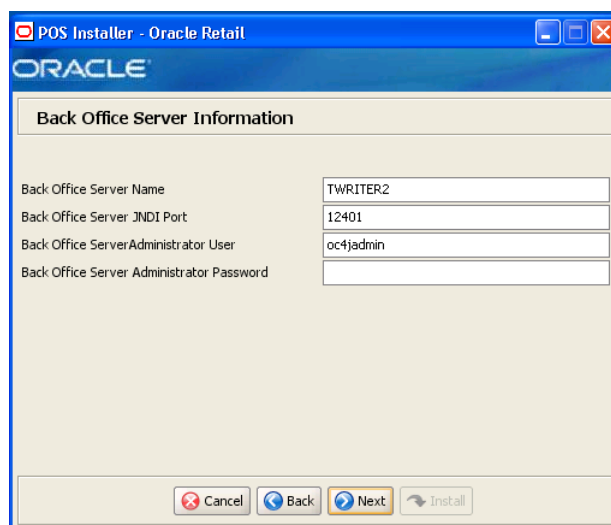 POS Installer - Oracle Retail
ORACLE
Back Office Server Information
Back Office Server Name TWRITER2
Back Office Server JNDI Port 12401
Back Office ServerAdministrator User oc4jadmin
Back Office Server Administrator Password
Cancel Back Next Install